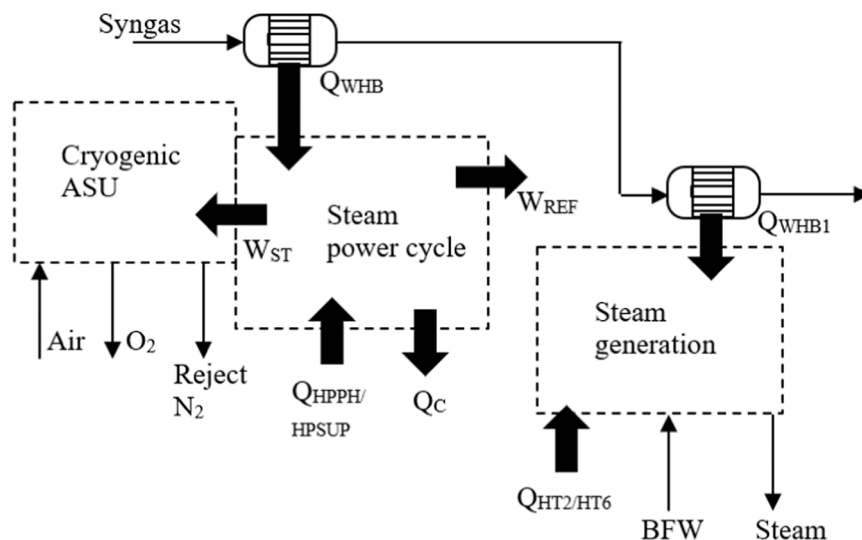 Syngas
QWHB
Cryogenic
ASU
WREF
Steam
power cycle
WST
QWHB1
Steam
generation
Air
O2
Reject
N2
QHPPH/
HPSUP
QC
QHT2/HT6
BFW
Steam